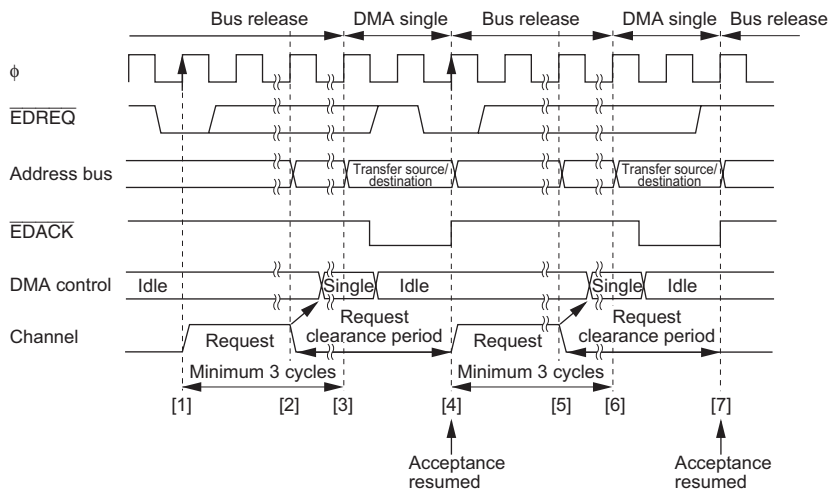 Bus release DMA single Bus release DMA single Bus release
ϕ
EDREQ
Address bus Transfer source/ destination Transfer source/ destination
EDACK
DMA control Idle Single Idle Single Idle
Channel Request Request clearance period Request Request clearance period
Minimum 3 cycles Minimum 3 cycles
[1] [2] [3] [4] [5] [6] [7]
Acceptance resumed Acceptance resumed